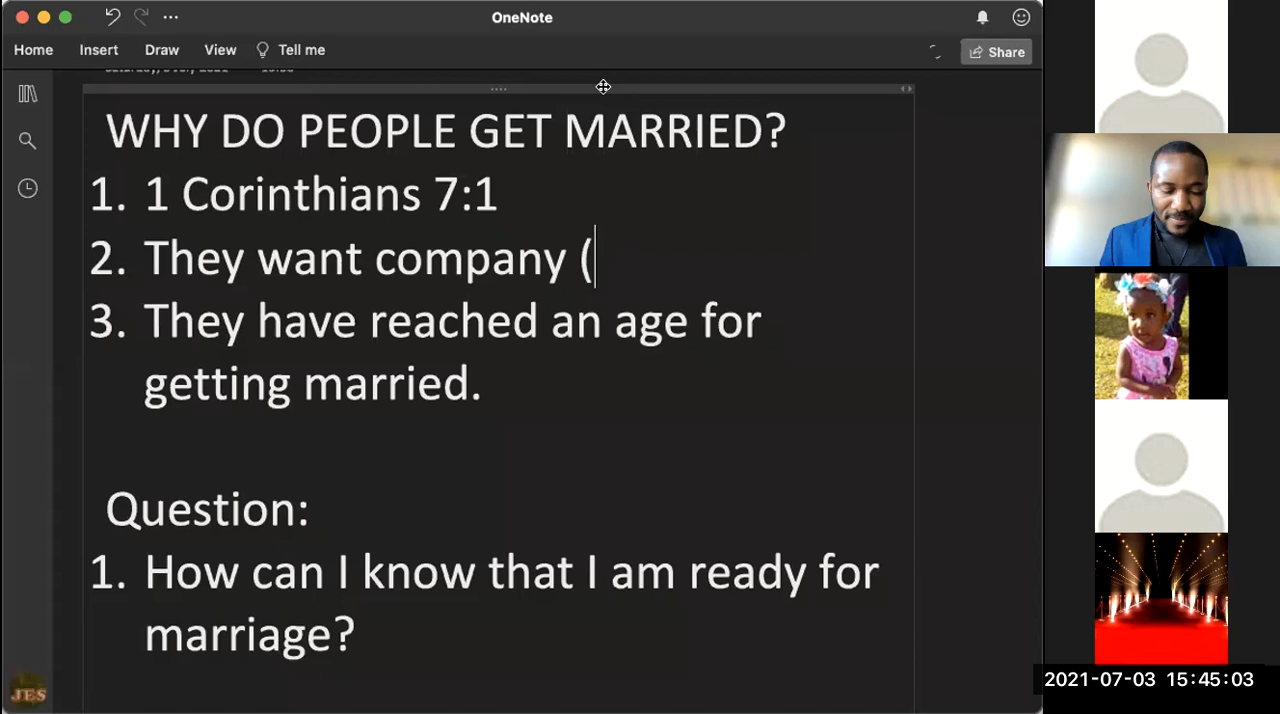 OneNote
Home Insert Draw View Tell me Share
WHY DO PEOPLE GET MARRIED?
1. 1 Corinthians 7:1
2. They want company (
3. They have reached an age for
getting married.
Question:
1. How can I know that I am ready for
marriage?
JES
2021-07-03 15:45:03